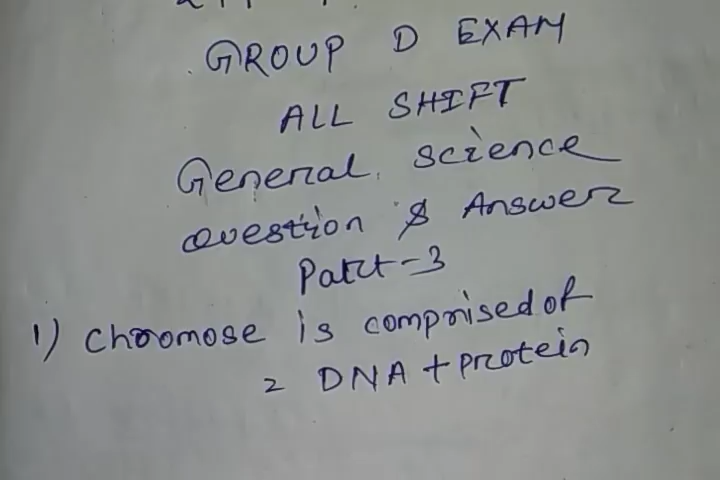 GROUP D EXAM
ALL SHIFT
General science
question & Answer
Part-3
1) Chromose is comprised of
= DNA + protein